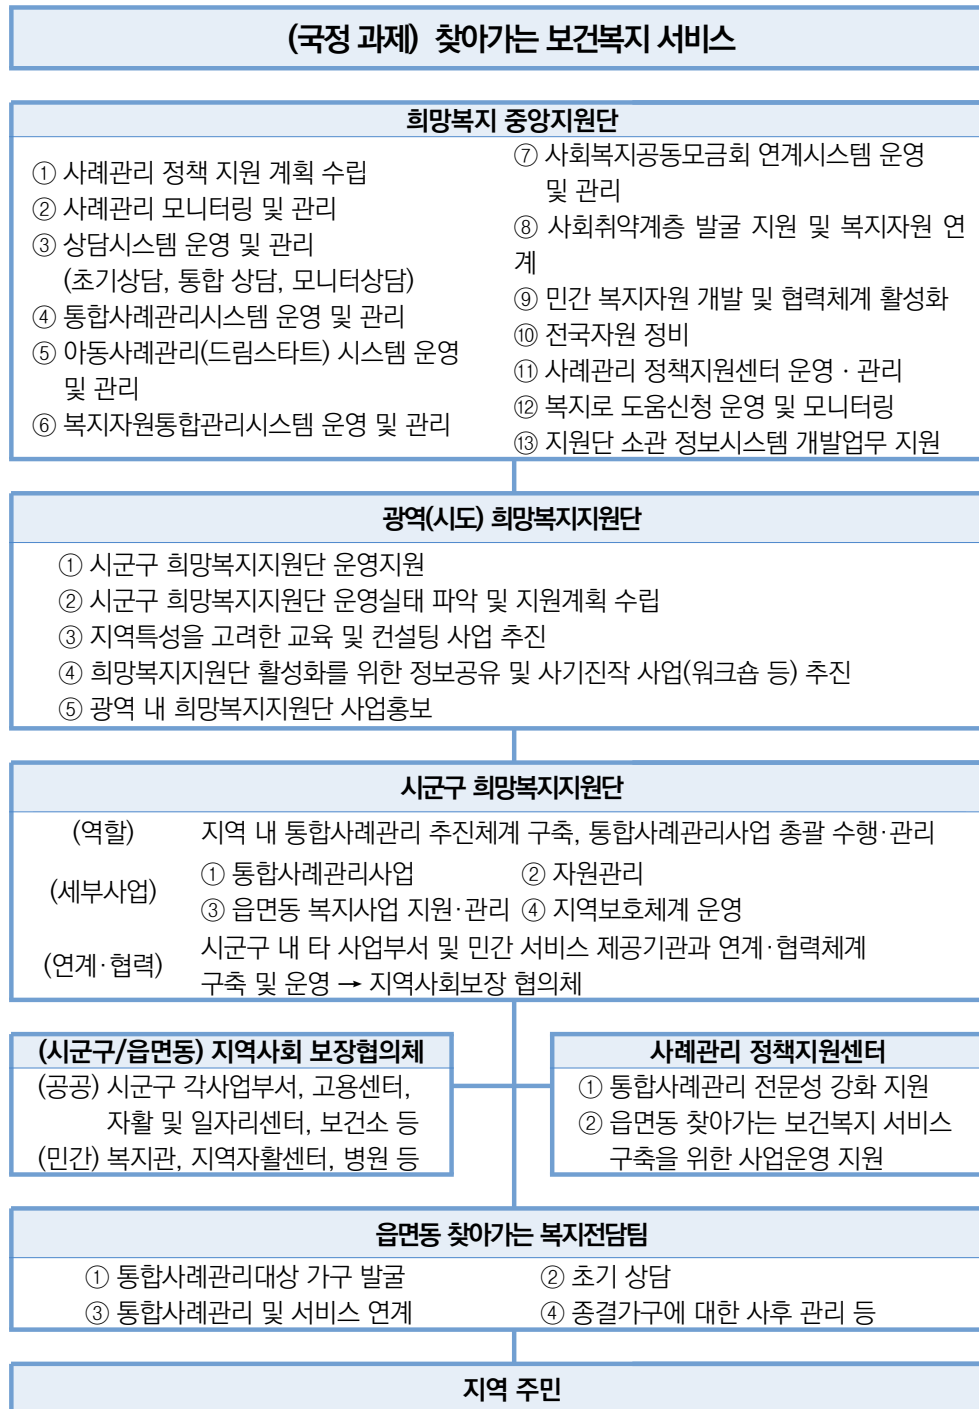 (국정 과제) 찾아가는 보건복지 서비스
희망복지 중앙지원단
① 사례관리 정책 지원 계획 수립
② 사례관리 모니터링 및 관리
③ 상담시스템 운영 및 관리
(초기상담, 통합 상담, 모니터상담)
④ 통합사례관리시스템 운영 및 관리
⑤ 아동사례관리(드림스타트) 시스템 운영
및 관리
⑥ 복지자원통합관리시스템 운영 및 관리
⑦ 사회복지공동모금회 연계시스템 운영
및 관리
⑧ 사회취약계층 발굴 지원 및 복지자원 연
계
⑨ 민간 복지자원 개발 및 협력체계 활성화
⑩ 전국자원 정비
⑪ 사례관리 정책지원센터 운영 · 관리
⑫ 복지로 도움신청 운영 및 모니터링
⑬ 지원단 소관 정보시스템 개발업무 지원
광역(시도) 희망복지지원단
① 시군구 희망복지지원단 운영지원
② 시군구 희망복지지원단 운영실태 파악 및 지원계획 수립
③ 지역특성을 고려한 교육 및 컨설팅 사업 추진
④ 희망복지지원단 활성화를 위한 정보공유 및 사기진작 사업(워크숍 등) 추진
⑤ 광역 내 희망복지지원단 사업홍보
시군구 희망복지지원단
(역할) 지역 내 통합사례관리 추진체계 구축, 통합사례관리사업 총괄 수행·관리
(세부사업) ① 통합사례관리사업 ② 자원관리
③ 읍면동 복지사업 지원·관리 ④ 지역보호체계 운영
(연계·협력) 시군구 내 타 사업부서 및 민간 서비스 제공기관과 연계·협력체계
구축 및 운영 → 지역사회보장 협의체
(시군구/읍면동) 지역사회 보장협의체
(공공) 시군구 각사업부서, 고용센터,
자활 및 일자리센터, 보건소 등
(민간) 복지관, 지역자활센터, 병원 등
사례관리 정책지원센터
① 통합사례관리 전문성 강화 지원
② 읍면동 찾아가는 보건복지 서비스
구축을 위한 사업운영 지원
읍면동 찾아가는 복지전담팀
① 통합사례관리대상 가구 발굴 ② 초기 상담
③ 통합사례관리 및 서비스 연계 ④ 종결가구에 대한 사후 관리 등
지역 주민